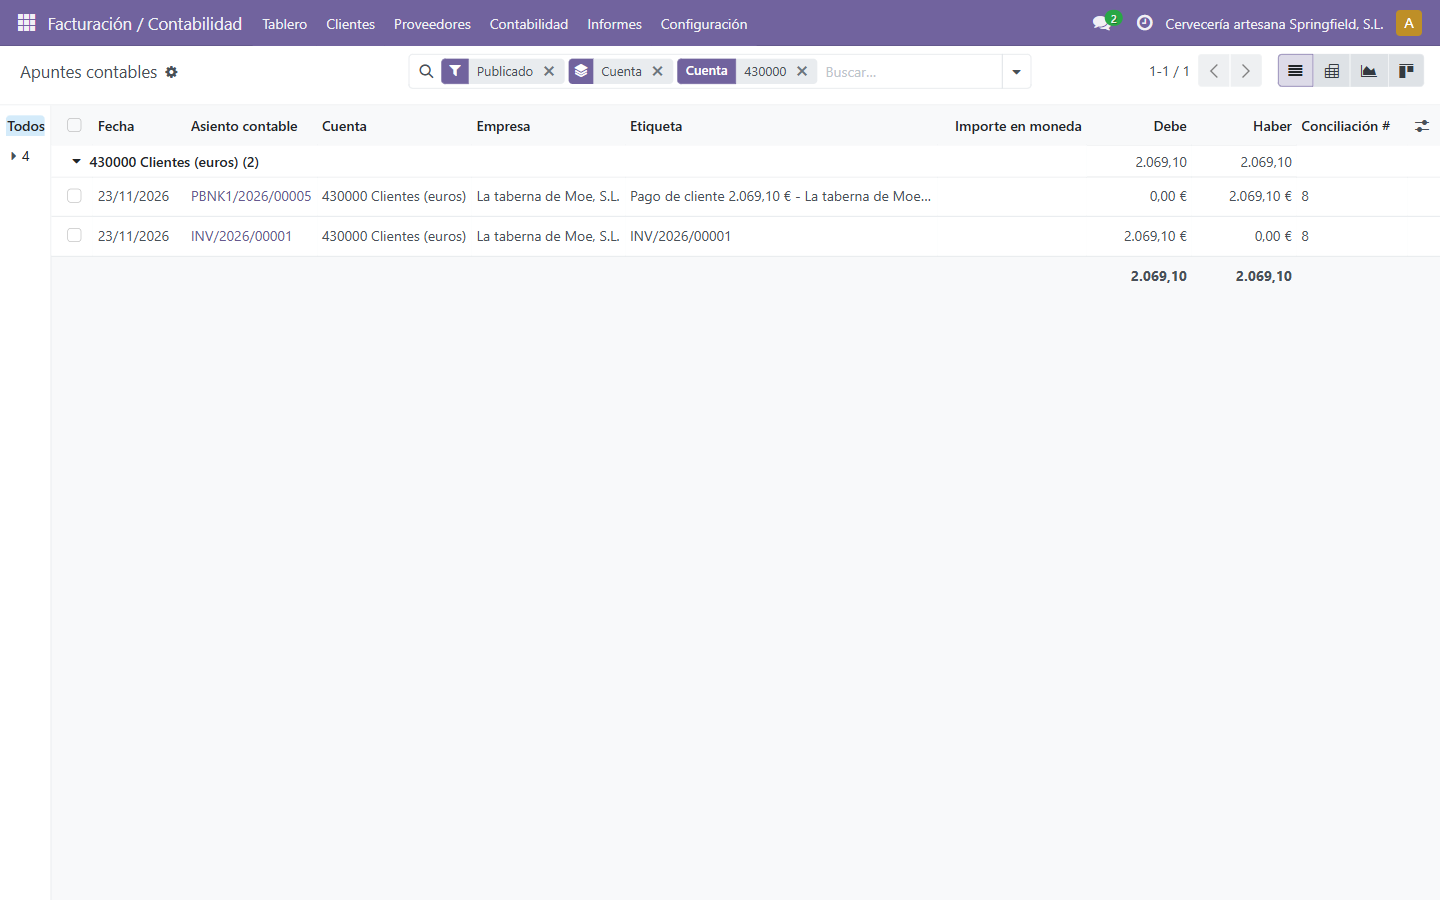 Facturación / Contabilidad Tablero Clientes Proveedores Contabilidad Informes Configuración 2 Cervecería artesana Springfield, S.L. A
Apuntes contables Publicado Cuenta Cuenta 430000 Buscar... 1-1 / 1
Todos Fecha Asiento contable Cuenta Empresa Etiqueta Importe en moneda Debe Haber Conciliación #
4 430000 Clientes (euros) (2) 2.069,10 2.069,10
23/11/2026 PBNK1/2026/00005 430000 Clientes (euros) La taberna de Moe, S.L. Pago de cliente 2.069,10 € - La taberna de Moe... 0,00 € 2.069,10 € 8
23/11/2026 INV/2026/00001 430000 Clientes (euros) La taberna de Moe, S.L. INV/2026/00001 2.069,10 € 0,00 € 8
2.069,10 2.069,10